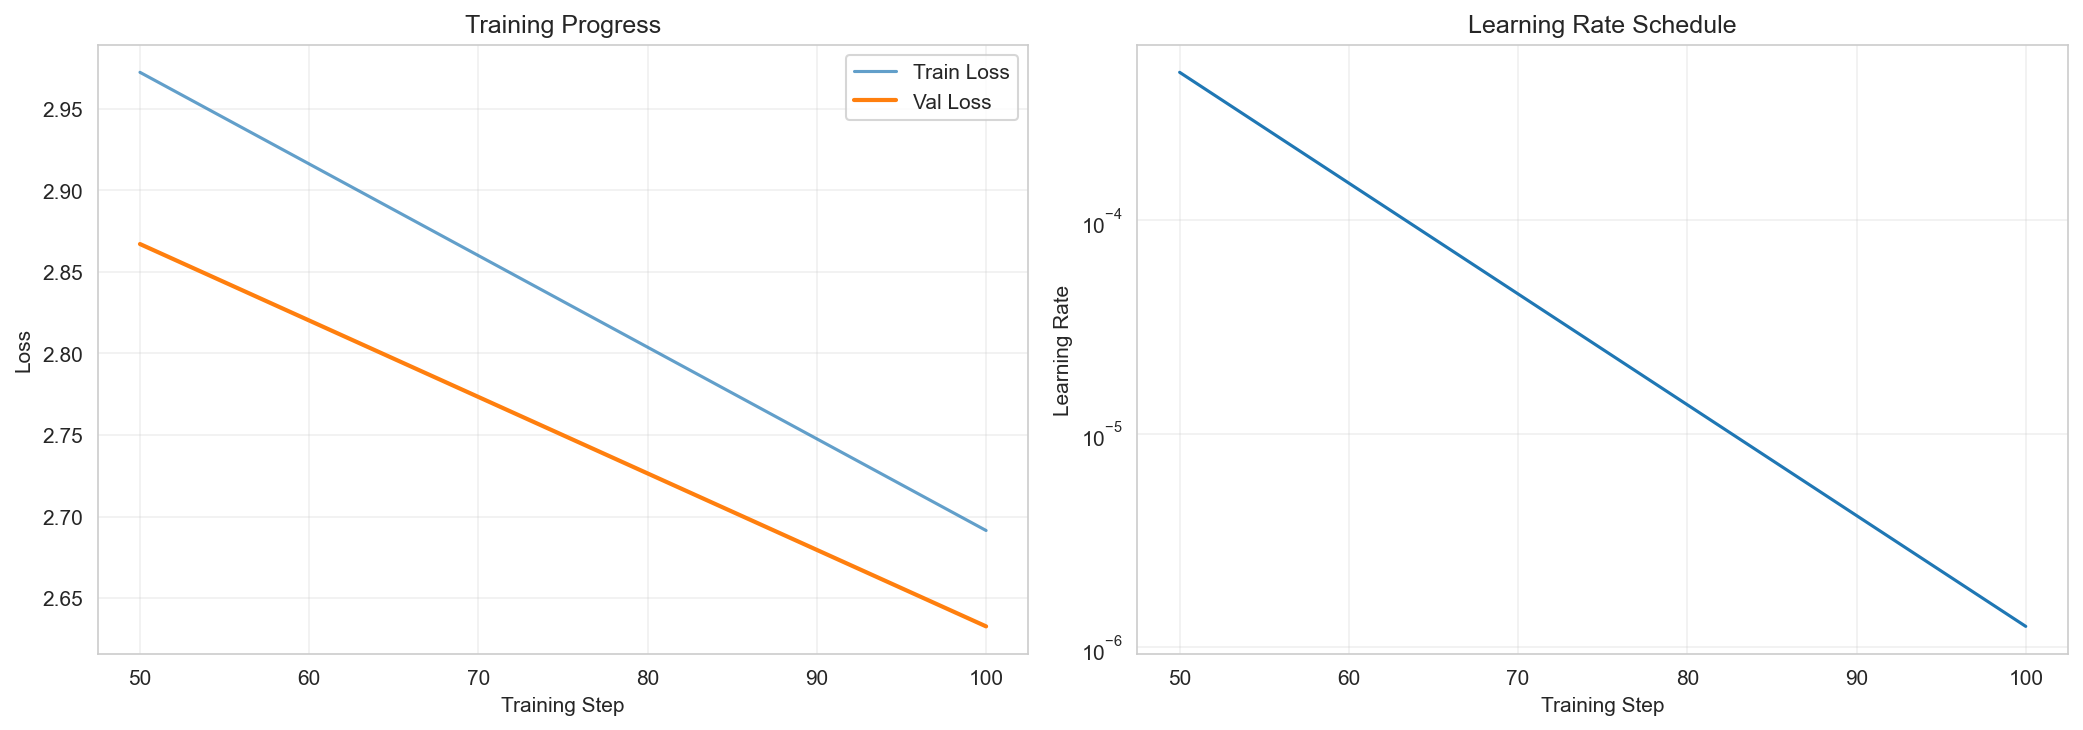 Training Progress
Train Loss
Val Loss
2.95
2.90
2.85
2.80
2.75
2.70
2.65
Loss
50 60 70 80 90 100
Training Step
Learning Rate Schedule
10⁻⁴
10⁻⁵
10⁻⁶
Learning Rate
50 60 70 80 90 100
Training Step